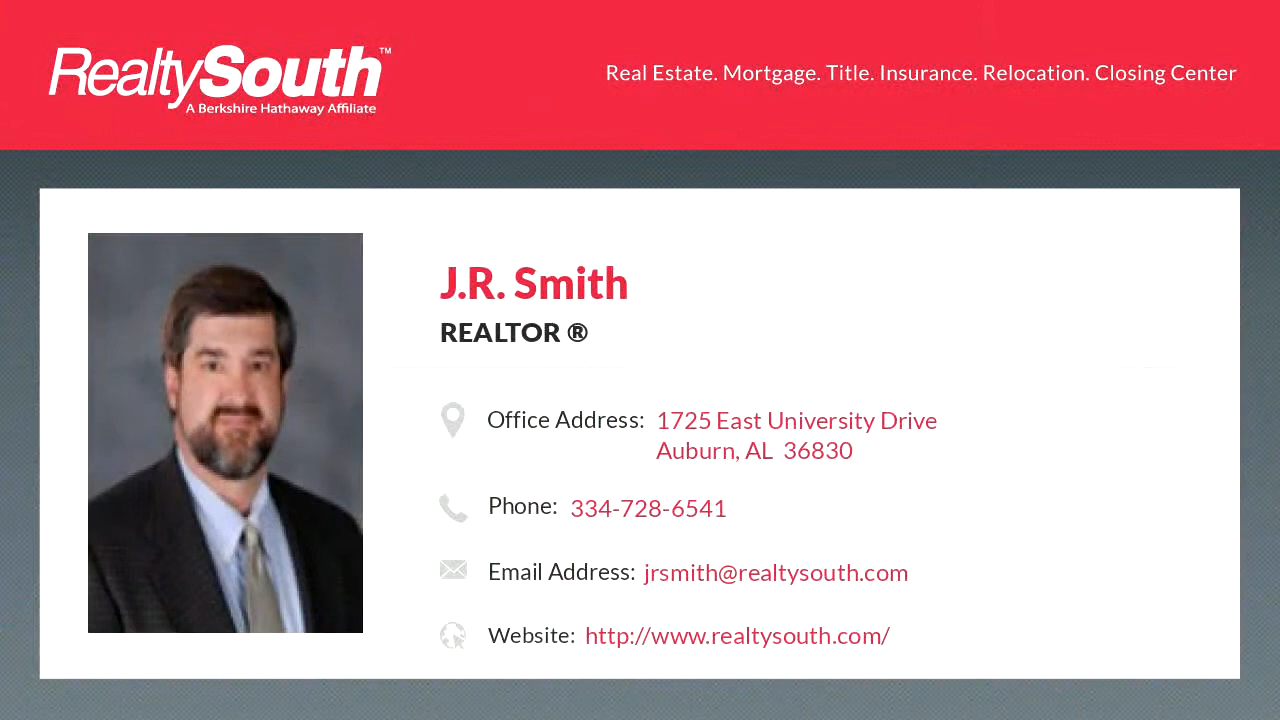 RealtySouth™
A Berkshire Hathaway Affiliate
Real Estate. Mortgage. Title. Insurance. Relocation. Closing Center
J.R. Smith
REALTOR ®
Office Address: 1725 East University Drive
Auburn, AL 36830
Phone: 334-728-6541
Email Address: jrsmith@realtysouth.com
Website: http://www.realtysouth.com/